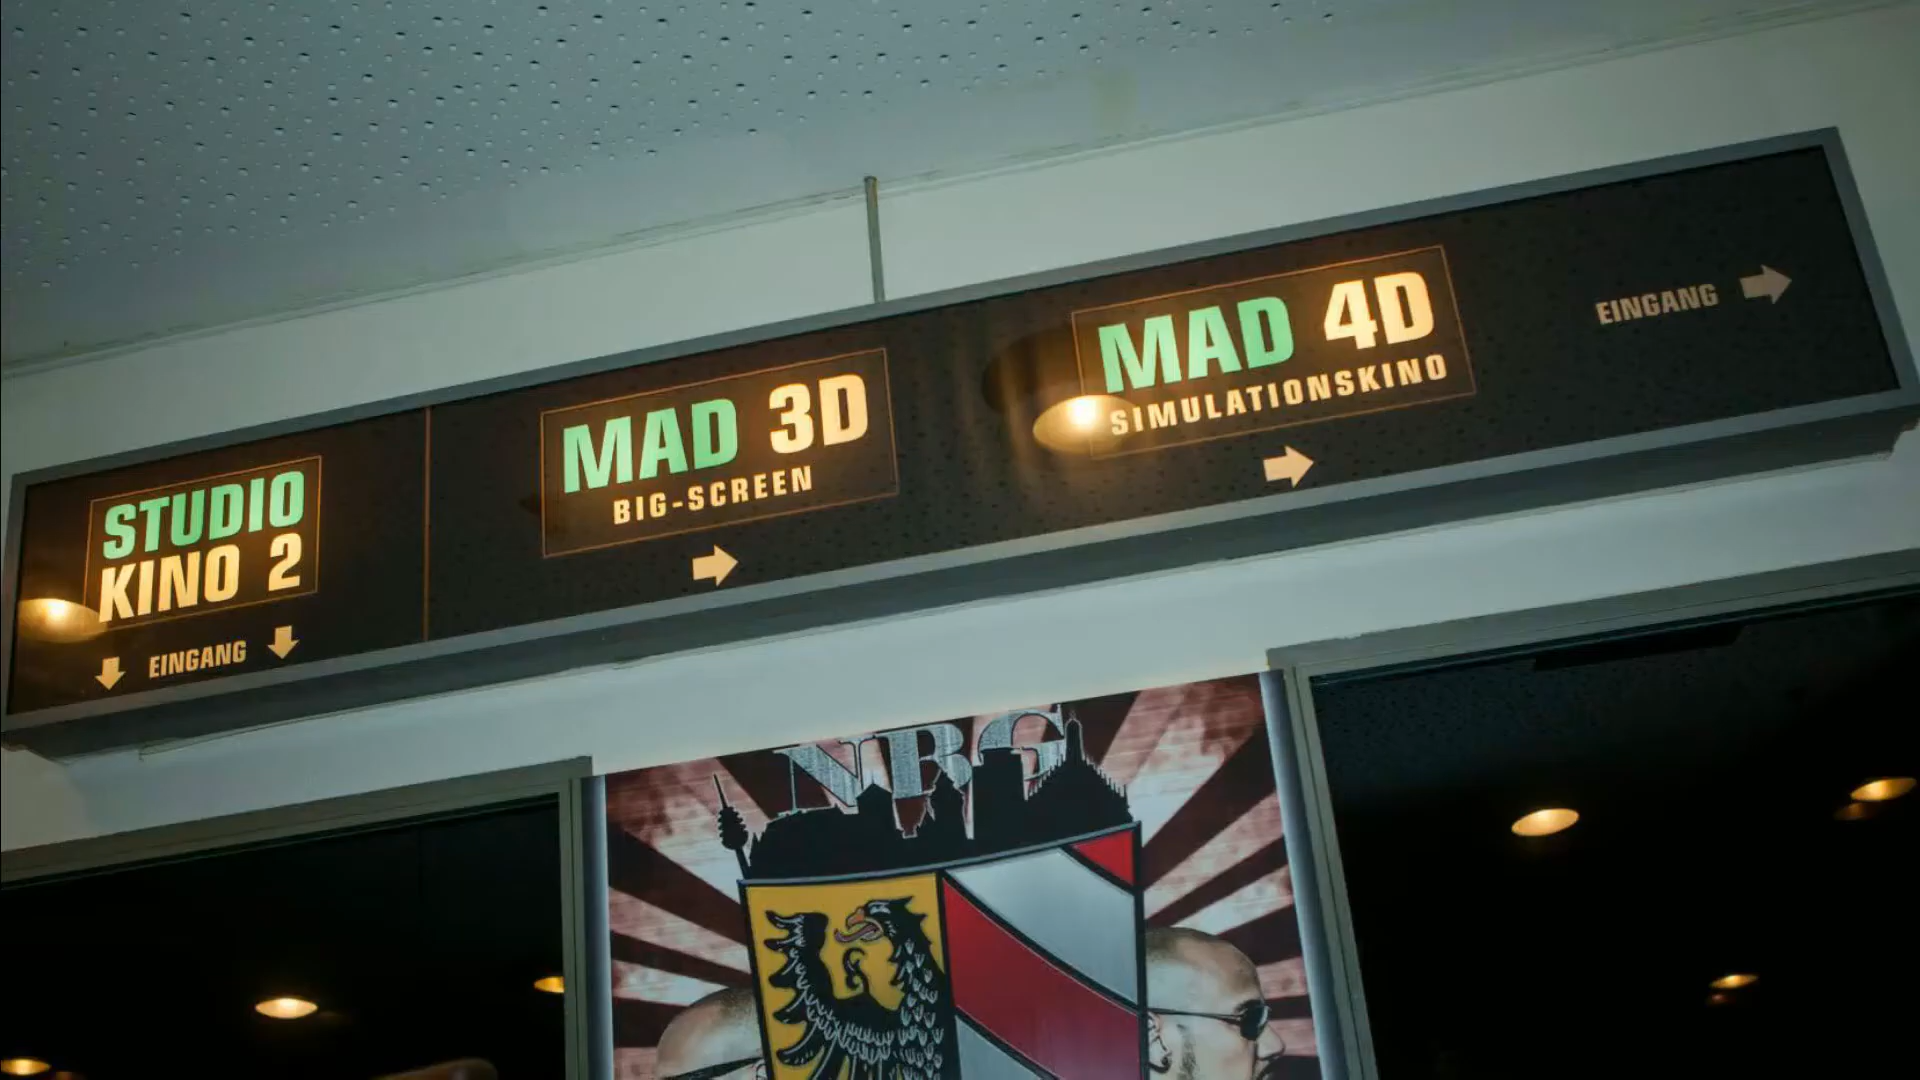 STUDIO
KINO 2
EINGANG
MAD 3D
BIG-SCREEN
MAD 4D
SIMULATIONSKINO
EINGANG
NBG